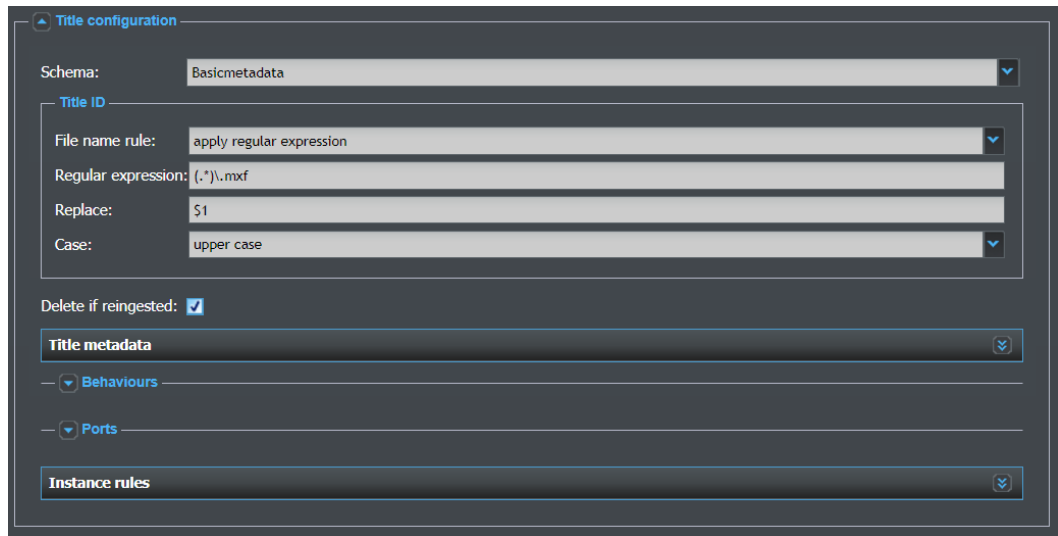 Title configuration
Schema: Basicmetadata
Title ID
File name rule: apply regular expression
Regular expression: (.*)\.mxf
Replace: $1
Case: upper case
Delete if reingested:
Title metadata
Behaviours
Ports
Instance rules